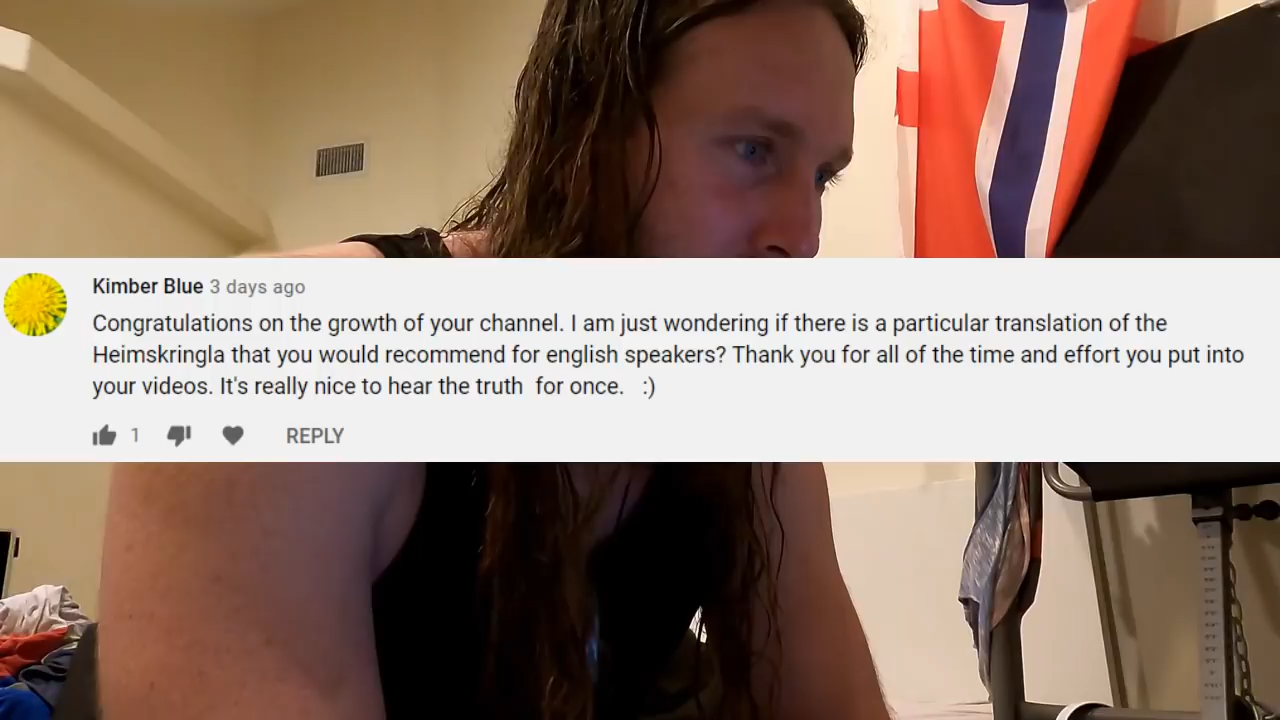 Kimber Blue 3 days ago
Congratulations on the growth of your channel. I am just wondering if there is a particular translation of the
Heimskringla that you would recommend for english speakers? Thank you for all of the time and effort you put into
your videos. It's really nice to hear the truth  for once.   :)
1 REPLY